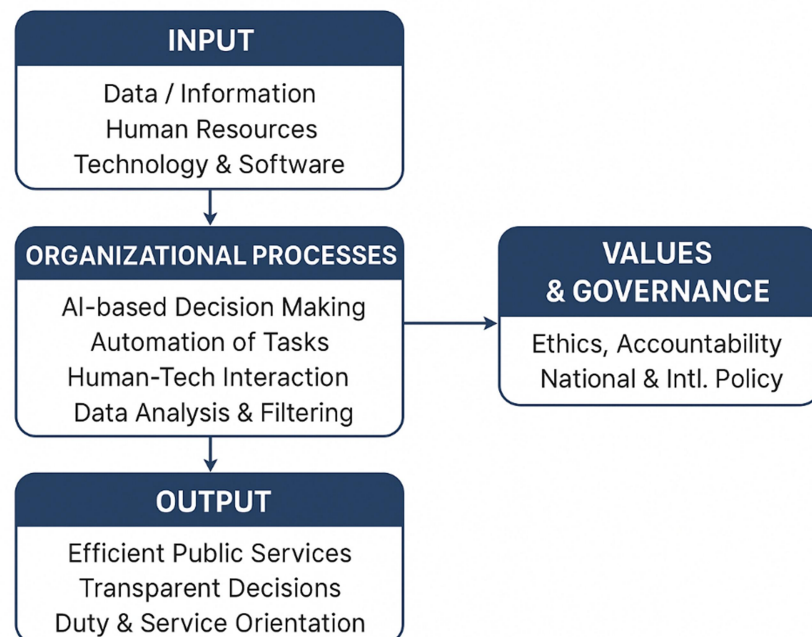 INPUT
Data / Information
Human Resources
Technology & Software
ORGANIZATIONAL PROCESSES
AI-based Decision Making
Automation of Tasks
Human-Tech Interaction
Data Analysis & Filtering
VALUES
& GOVERNANCE
Ethics, Accountability
National & Intl. Policy
OUTPUT
Efficient Public Services
Transparent Decisions
Duty & Service Orientation